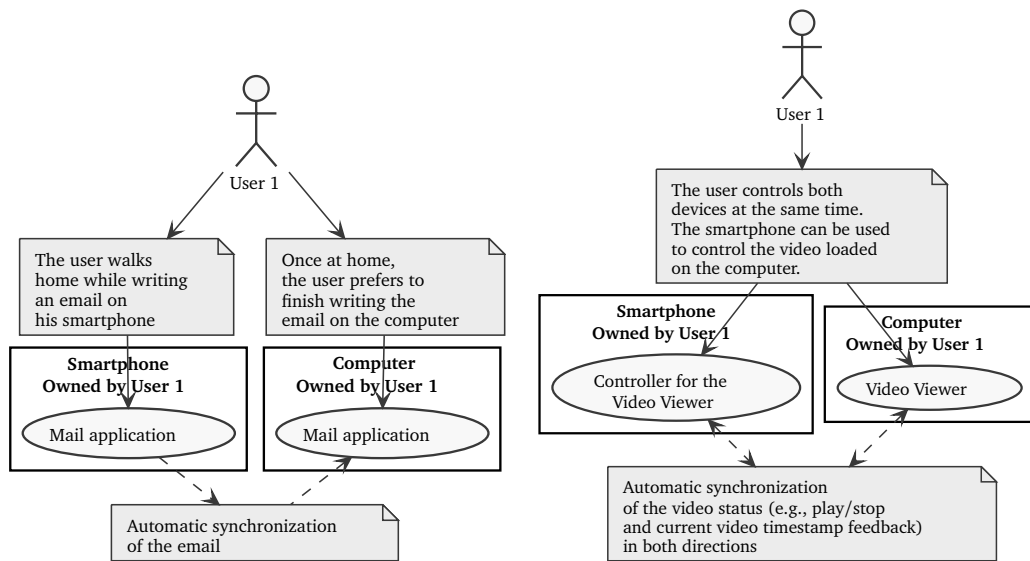 User 1
The user walks
home while writing
an email on
his smartphone
Once at home,
the user prefers to
finish writing the
email on the computer
Smartphone
Owned by User 1
Mail application
Computer
Owned by User 1
Mail application
Automatic synchronization
of the email
User 1
The user controls both
devices at the same time.
The smartphone can be used
to control the video loaded
on the computer.
Smartphone
Owned by User 1
Controller for the
Video Viewer
Computer
Owned by User 1
Video Viewer
Automatic synchronization
of the video status (e.g., play/stop
and current video timestamp feedback)
in both directions